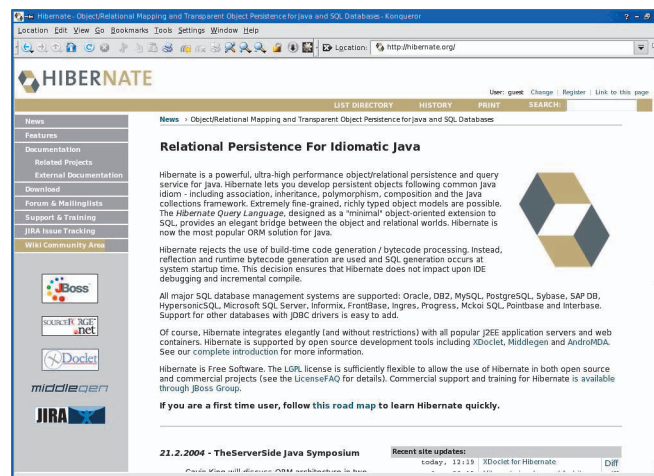 Hibernate - Object/Relational Mapping and Transparent Object Persistence for Java and SQL Databases - Konqueror
Location Edit View Go Bookmarks Tools Settings Window Help
Location: http://hibernate.org/
HIBERNATE
User: guest Change | Register | Link to this page
LIST DIRECTORY HISTORY PRINT SEARCH:
News
Features
Documentation
Related Projects
External Documentation
Download
Forum & Mailinglists
Support & Training
JIRA Issue Tracking
Wiki Community Area
JBoss
SOURCEFORGE
.net
XDoclet
middlegen
JIRA
News > Object/Relational Mapping and Transparent Object Persistence for Java and SQL Databases
Relational Persistence For Idiomatic Java
Hibernate is a powerful, ultra-high performance object/relational persistence and query
service for Java. Hibernate lets you develop persistent objects following common Java
idiom - including association, inheritance, polymorphism, composition and the Java
collections framework. Extremely fine-grained, richly typed object models are possible.
The Hibernate Query Language, designed as a "minimal" object-oriented extension to
SQL, provides an elegant bridge between the object and relational worlds. Hibernate is
now the most popular ORM solution for Java.
Hibernate rejects the use of build-time code generation / bytecode processing. Instead,
reflection and runtime bytecode generation are used and SQL generation occurs at
system startup time. This decision ensures that Hibernate does not impact upon IDE
debugging and incremental compile.
All major SQL database management systems are supported: Oracle, DB2, MySQL, PostgreSQL, Sybase, SAP DB,
HypersonicSQL, Microsoft SQL Server, Informix, FrontBase, Ingres, Progress, Mckoi SQL, Pointbase and Interbase.
Support for other databases with JDBC drivers is easy to add.
Of course, Hibernate integrates elegantly (and without restrictions) with all popular J2EE application servers and web
containers. Hibernate is supported by open source development tools including XDoclet, Middlegen and AndroMDA.
See our complete introduction for more information.
Hibernate is Free Software. The LGPL license is sufficiently flexible to allow the use of Hibernate in both open source
and commercial projects (see the LicenseFAQ for details). Commercial support and training for Hibernate is available
through JBoss Group.
If you are a first time user, follow this road map to learn Hibernate quickly.
21.2.2004 - TheServerSide Java Symposium
Recent site updates:
today, 12:19 XDoclet for Hibernate Diff